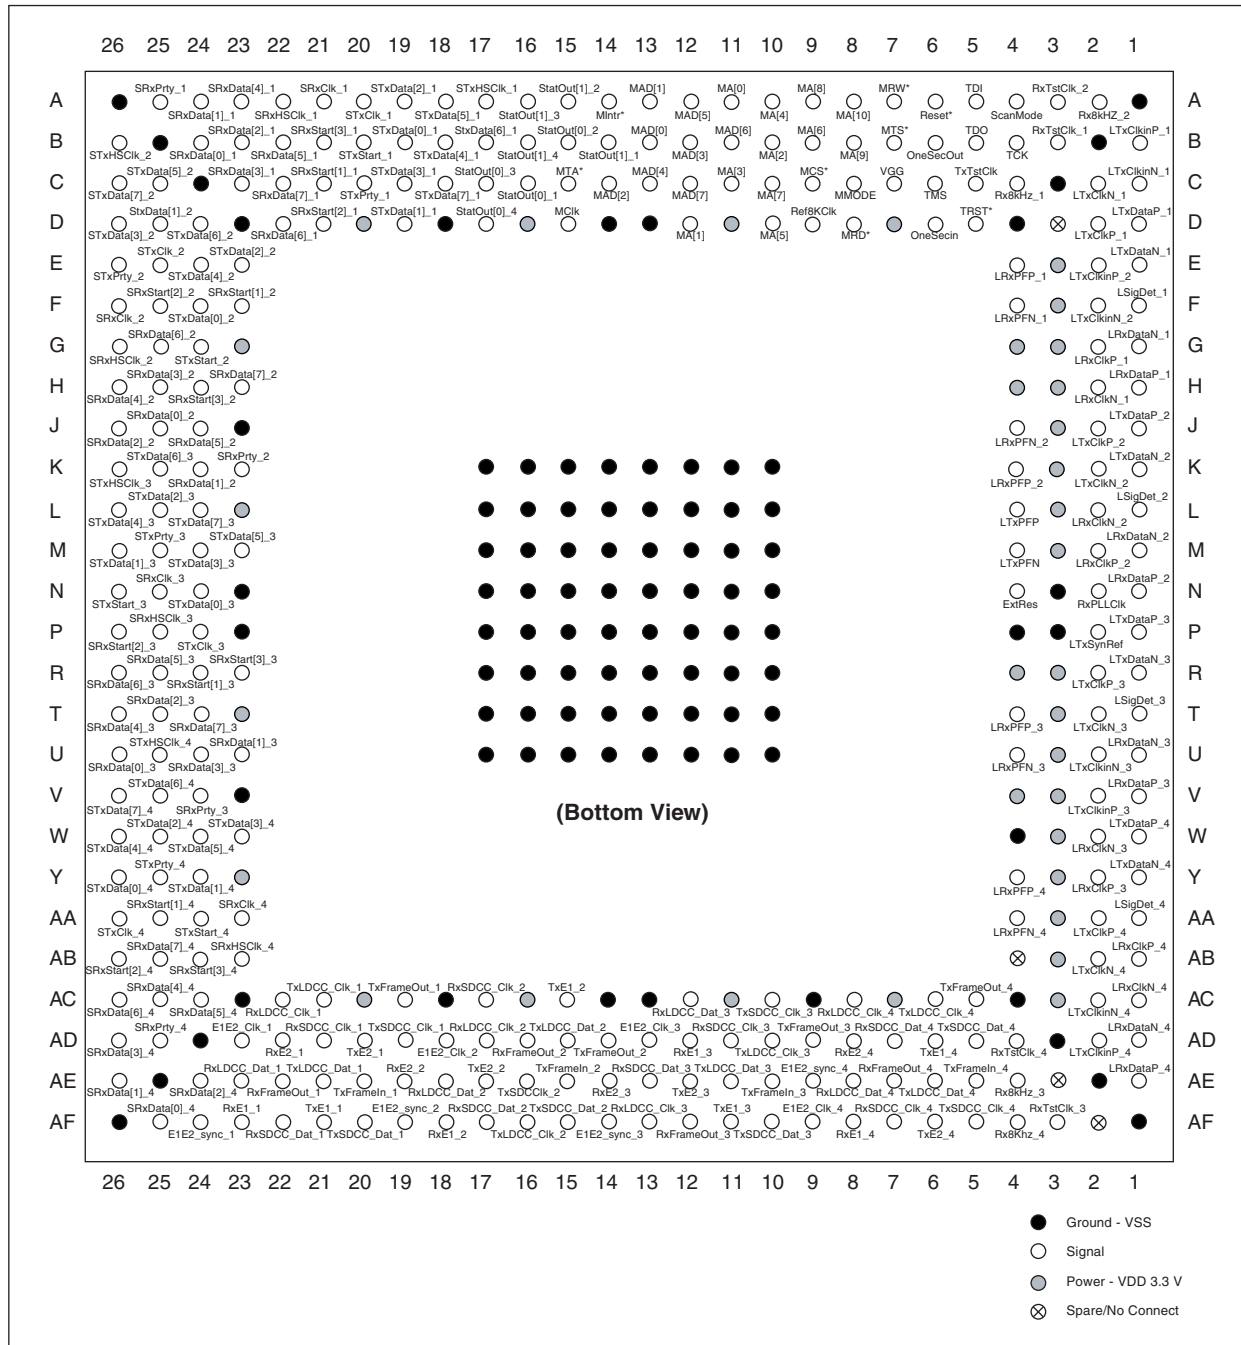 26 25 24 23 22 21 20 19 18 17 16 15 14 13 12 11 10 9 8 7 6 5 4 3 2 1
SRxPrty_1 SRxData[4]_1 SRxClk_1 STxData[2]_1 STxHSClk_1 StatOut[1]_2 MAD[1] MA[0] MA[8] MRW* TDI RxTstClk_2
A A
SRxData[1]_1 SRxHSClk_1 STxClk_1 STxData[5]_1 StatOut[1]_3 MIntr* MAD[5] MA[4] MA[10] Reset* ScanMode Rx8kHZ_2
SRxData[2]_1 SRxStart[3]_1 STxData[0]_1 StxData[6]_1 StatOut[0]_2 MAD[0] MAD[6] MA[6] MTS* TDO RxTstClk_1 LTxClkinP_1
B B
STxHSClk_2 SRxData[0]_1 SRxData[5]_1 STxStart_1 STxData[4]_1 StatOut[1]_4 StatOut[1]_1 MAD[3] MA[2] MA[9] OneSecOut TCK
STxData[5]_2 SRxData[3]_1 SRxStart[1]_1 STxData[3]_1 StatOut[0]_3 MTA* MAD[4] MA[3] MCS* VGG TxTstClk LTxClkinN_1
C C
STxData[7]_2 SRxData[7]_1 STxPrty_1 STxData[7]_1 StatOut[0]_1 MAD[2] MAD[7] MA[7] MMODE TMS Rx8kHz_1 LTxClkN_1
StxData[1]_2 SRxStart[2]_1 STxData[1]_1 StatOut[0]_4 MClk Ref8KClk TRST* LTxDataP_1
D D
STxData[3]_2 STxData[6]_2 SRxData[6]_1 MA[1] MA[5] MRD* OneSecin LTxClkP_1
STxClk_2 STxData[2]_2 LTxDataN_1
E E
STxPrty_2 STxData[4]_2 LRxPFP_1 LTxClkinP_2
SRxStart[2]_2 SRxStart[1]_2 LSigDet_1
F F
SRxClk_2 STxData[0]_2 LRxPFN_1 LTxClkinN_2
SRxData[6]_2 LRxDataN_1
G G
SRxHSClk_2 STxStart_2 LRxClkP_1
SRxData[3]_2 SRxData[7]_2 LRxDataP_1
H H
SRxData[4]_2 SRxStart[3]_2 LRxClkN_1
SRxData[0]_2 LTxDataP_2
J J
SRxData[2]_2 SRxData[5]_2 LRxPFN_2 LTxClkP_2
STxData[6]_3 SRxPrty_2 LTxDataN_2
K K
STxHSClk_3 SRxData[1]_2 LRxPFP_2 LTxClkN_2
STxData[2]_3 LSigDet_2
L L
STxData[4]_3 STxData[7]_3 LTxPFP LRxClkN_2
STxPrty_3 STxData[5]_3 LRxDataN_2
M M
STxData[1]_3 STxData[3]_3 LTxPFN LRxClkP_2
SRxClk_3 LRxDataP_2
N N
STxStart_3 STxData[0]_3 ExtRes RxPLLClk
SRxHSClk_3 LTxDataP_3
P P
SRxStart[2]_3 STxClk_3 LTxSynRef
SRxData[5]_3 SRxStart[3]_3 LTxDataN_3
R R
SRxData[6]_3 SRxStart[1]_3 LTxClkP_3
SRxData[2]_3 LSigDet_3
T T
SRxData[4]_3 SRxData[7]_3 LRxPFP_3 LTxClkN_3
STxHSClk_4 SRxData[1]_3 LRxDataN_3
U U
SRxData[0]_3 SRxData[3]_3 LRxPFN_3 LTxClkinN_3
STxData[6]_4 LRxDataP_3
V V
STxData[7]_4 SRxPrty_3 LTxClkinP_3
(Bottom View)
STxData[2]_4 STxData[3]_4 LTxDataP_4
W W
STxData[4]_4 STxData[5]_4 LRxClkN_3
STxPrty_4 LTxDataN_4
Y Y
STxData[0]_4 STxData[1]_4 LRxPFP_4 LRxClkP_3
SRxStart[1]_4 SRxClk_4 LSigDet_4
AA AA
STxClk_4 STxStart_4 LRxPFN_4 LTxClkP_4
SRxData[7]_4 SRxHSClk_4 LRxClkP_4
AB AB
SRxStart[2]_4 SRxStart[3]_4 LTxClkN_4
SRxData[4]_4 TxLDCC_Clk_1 TxFrameOut_1 RxSDCC_Clk_2 TxE1_2 TxFrameOut_4 LRxClkN_4
AC AC
SRxData[6]_4 SRxData[5]_4 RxLDCC_Clk_1 RxLDCC_Dat_3 TxSDCC_Clk_3 RxLDCC_Clk_4 TxLDCC_Clk_4 LTxClkinN_4
SRxPrty_4 E1E2_Clk_1 RxSDCC_Clk_1 TxSDCC_Clk_1 RxLDCC_Clk_2 TxLDCC_Dat_2 E1E2_Clk_3 RxSDCC_Clk_3 TxFrameOut_3 RxSDCC_Dat_4 TxSDCC_Dat_4 LRxDataN_4
AD AD
SRxData[3]_4 RxE2_1 TxE2_1 E1E2_Clk_2 RxFrameOut_2 TxFrameOut_2 RxE1_3 TxLDCC_Clk_3 RxE2_4 TxE1_4 RxTstClk_4 LTxClkinP_4
RxLDCC_Dat_1 TxLDCC_Dat_1 RxE2_2 TxE2_2 TxFrameIn_2 RxSDCC_Dat_3 TxLDCC_Dat_3 E1E2_sync_4 RxFrameOut_4 TxFrameIn_4 LRxDataP_4
AE AE
SRxData[1]_4 SRxData[2]_4 RxFrameOut_1 TxFrameIn_1 RxLDCC_Dat_2 TxSDCClk_2 RxE2_3 TxE2_3 TxFrameIn_3 RxLDCC_Dat_4 TxLDCC_Dat_4 Rx8kHz_3
SRxData[0]_4 RxE1_1 TxE1_1 E1E2_sync_2 RxSDCC_Dat_2 TxSDCC_Dat_2 RxLDCC_Clk_3 TxE1_3 E1E2_Clk_4 RxSDCC_Clk_4 TxSDCC_Clk_4 RxTstClk_3
AF AF
E1E2_sync_1 RxSDCC_Dat_1 TxSDCC_Dat_1 RxE1_2 TxLDCC_Clk_2 E1E2_sync_3 RxFrameOut_3 TxSDCC_Dat_3 RxE1_4 TxE2_4 Rx8Khz_4
26 25 24 23 22 21 20 19 18 17 16 15 14 13 12 11 10 9 8 7 6 5 4 3 2 1
Ground - VSS
Signal
Power - VDD 3.3 V
Spare/No Connect